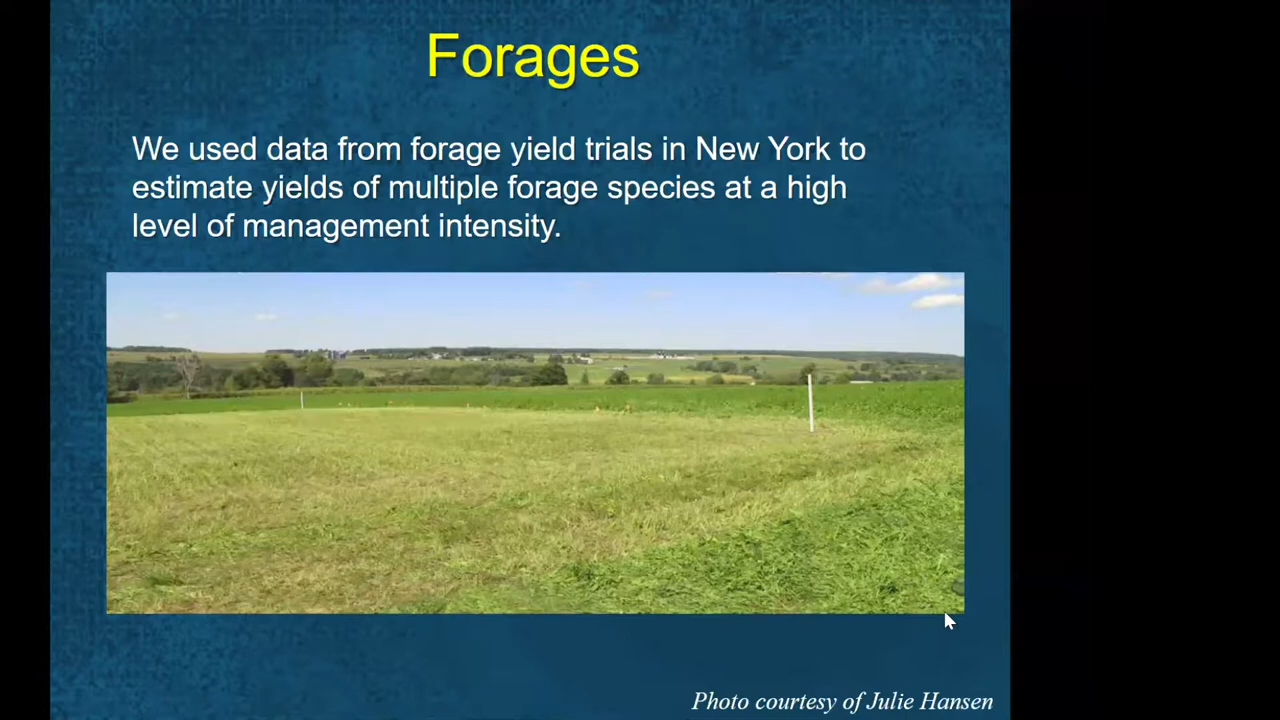 Forages
We used data from forage yield trials in New York to
estimate yields of multiple forage species at a high
level of management intensity.
Photo courtesy of Julie Hansen